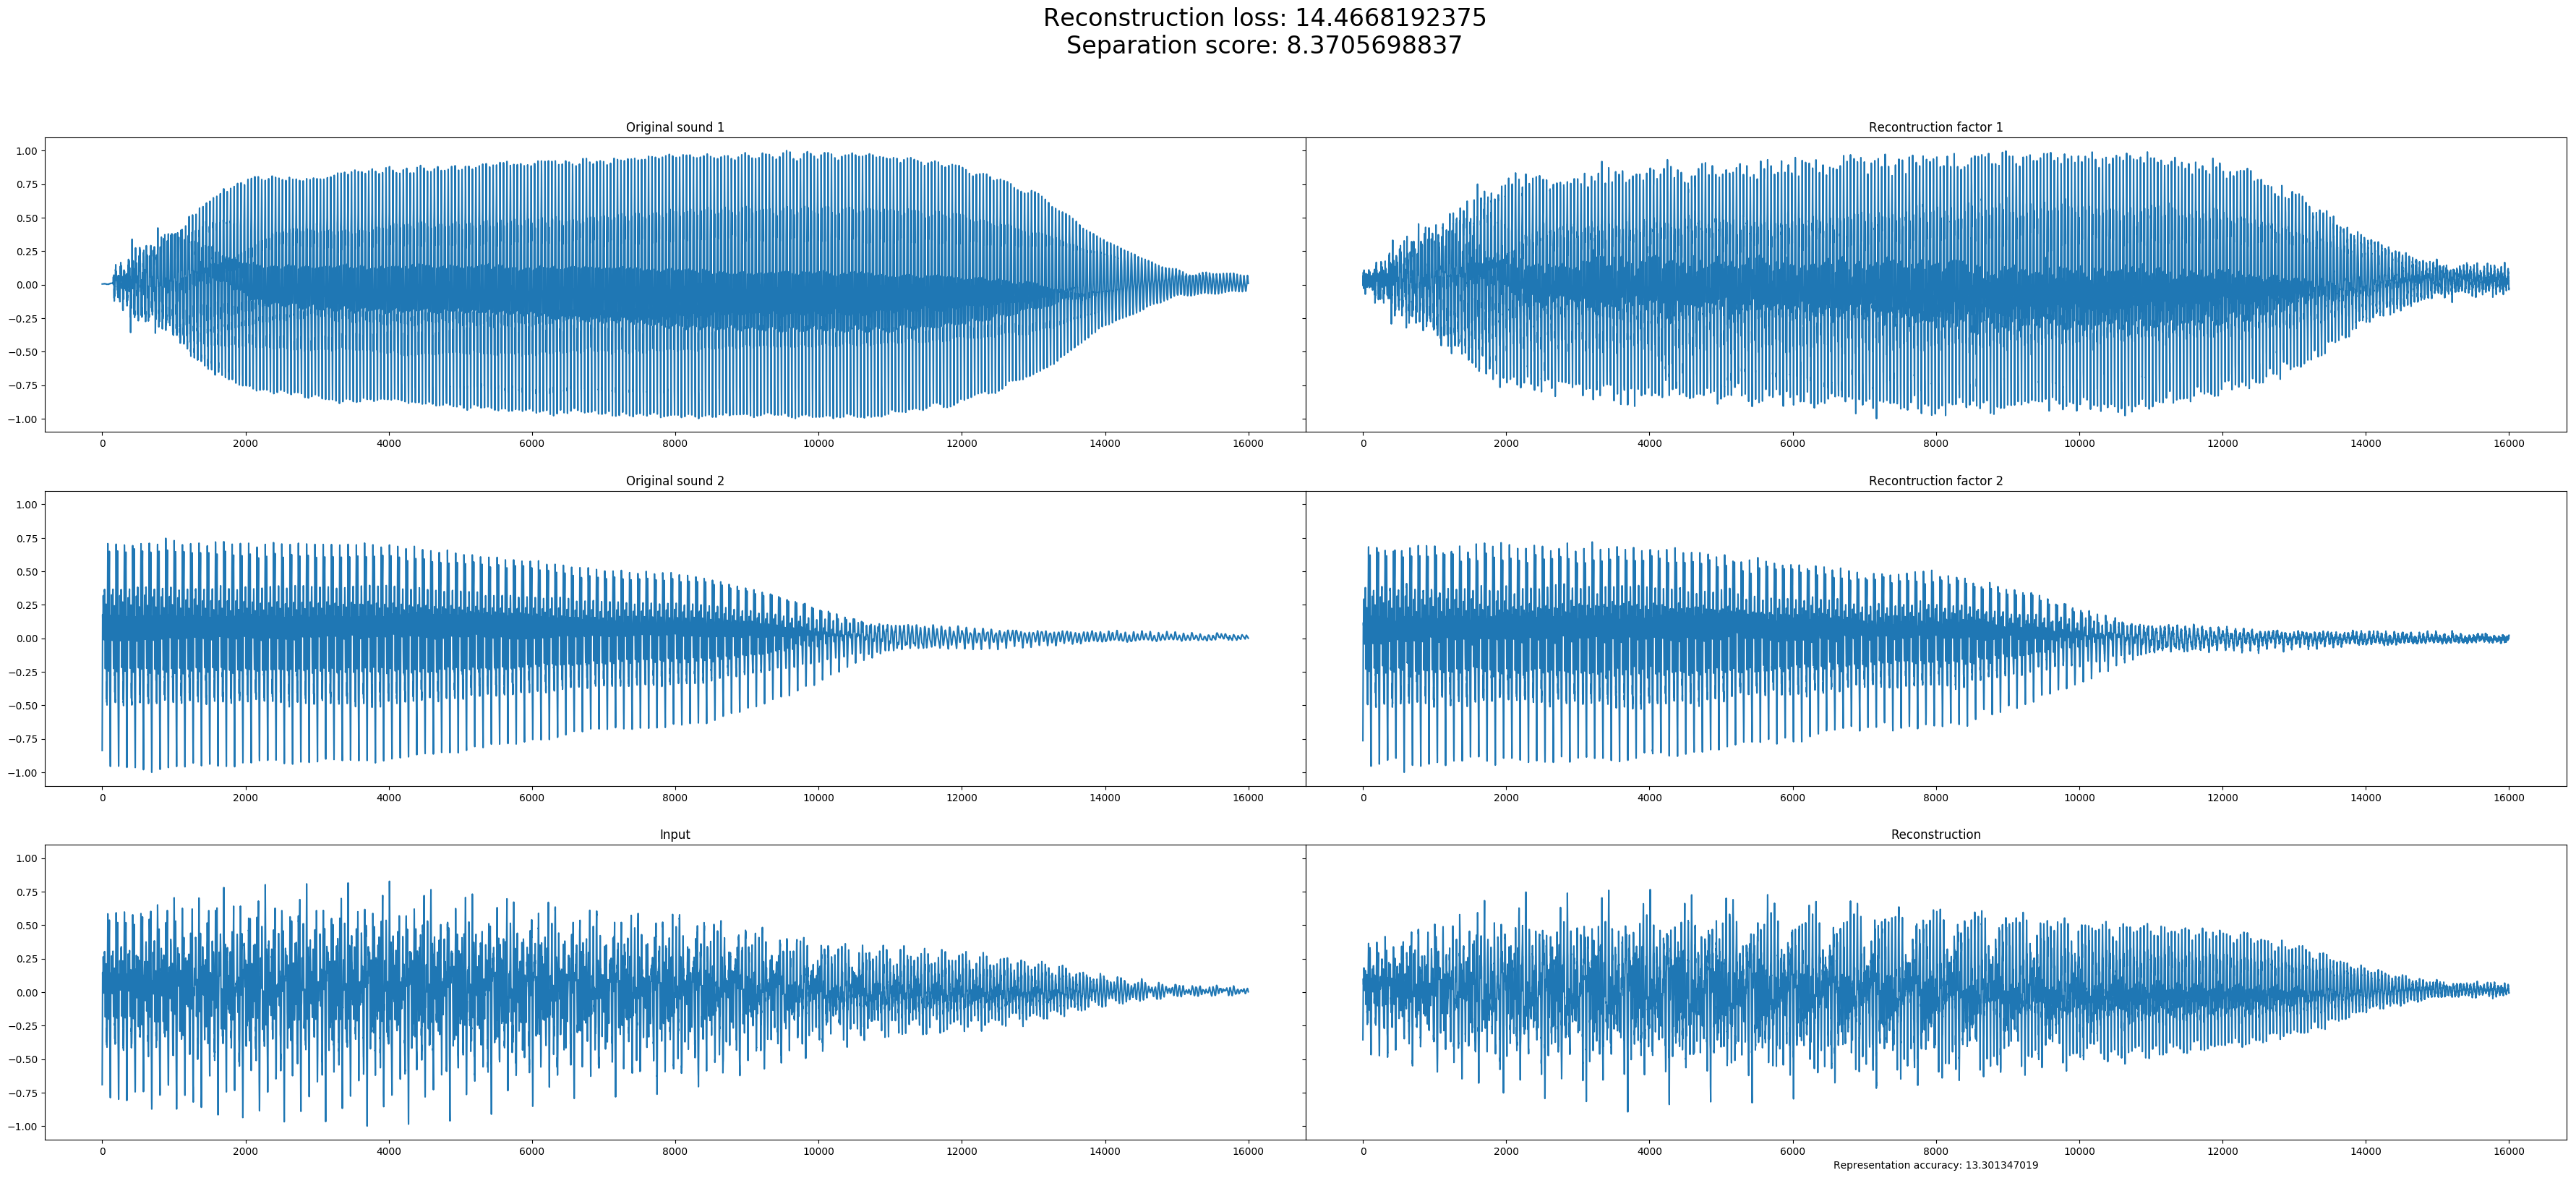 Reconstruction loss: 14.4668192375
Separation score: 8.3705698837
Original sound 1
Recontruction factor 1
1.00
0.75
0.50
0.25
0.00
−0.25
−0.50
−0.75
−1.00
0 2000 4000 6000 8000 10000 12000 14000 16000
0 2000 4000 6000 8000 10000 12000 14000 16000
Original sound 2
Recontruction factor 2
1.00
0.75
0.50
0.25
0.00
−0.25
−0.50
−0.75
−1.00
0 2000 4000 6000 8000 10000 12000 14000 16000
0 2000 4000 6000 8000 10000 12000 14000 16000
Input
Reconstruction
1.00
0.75
0.50
0.25
0.00
−0.25
−0.50
−0.75
−1.00
0 2000 4000 6000 8000 10000 12000 14000 16000
0 2000 4000 6000 8000 10000 12000 14000 16000
Representation accuracy: 13.301347019